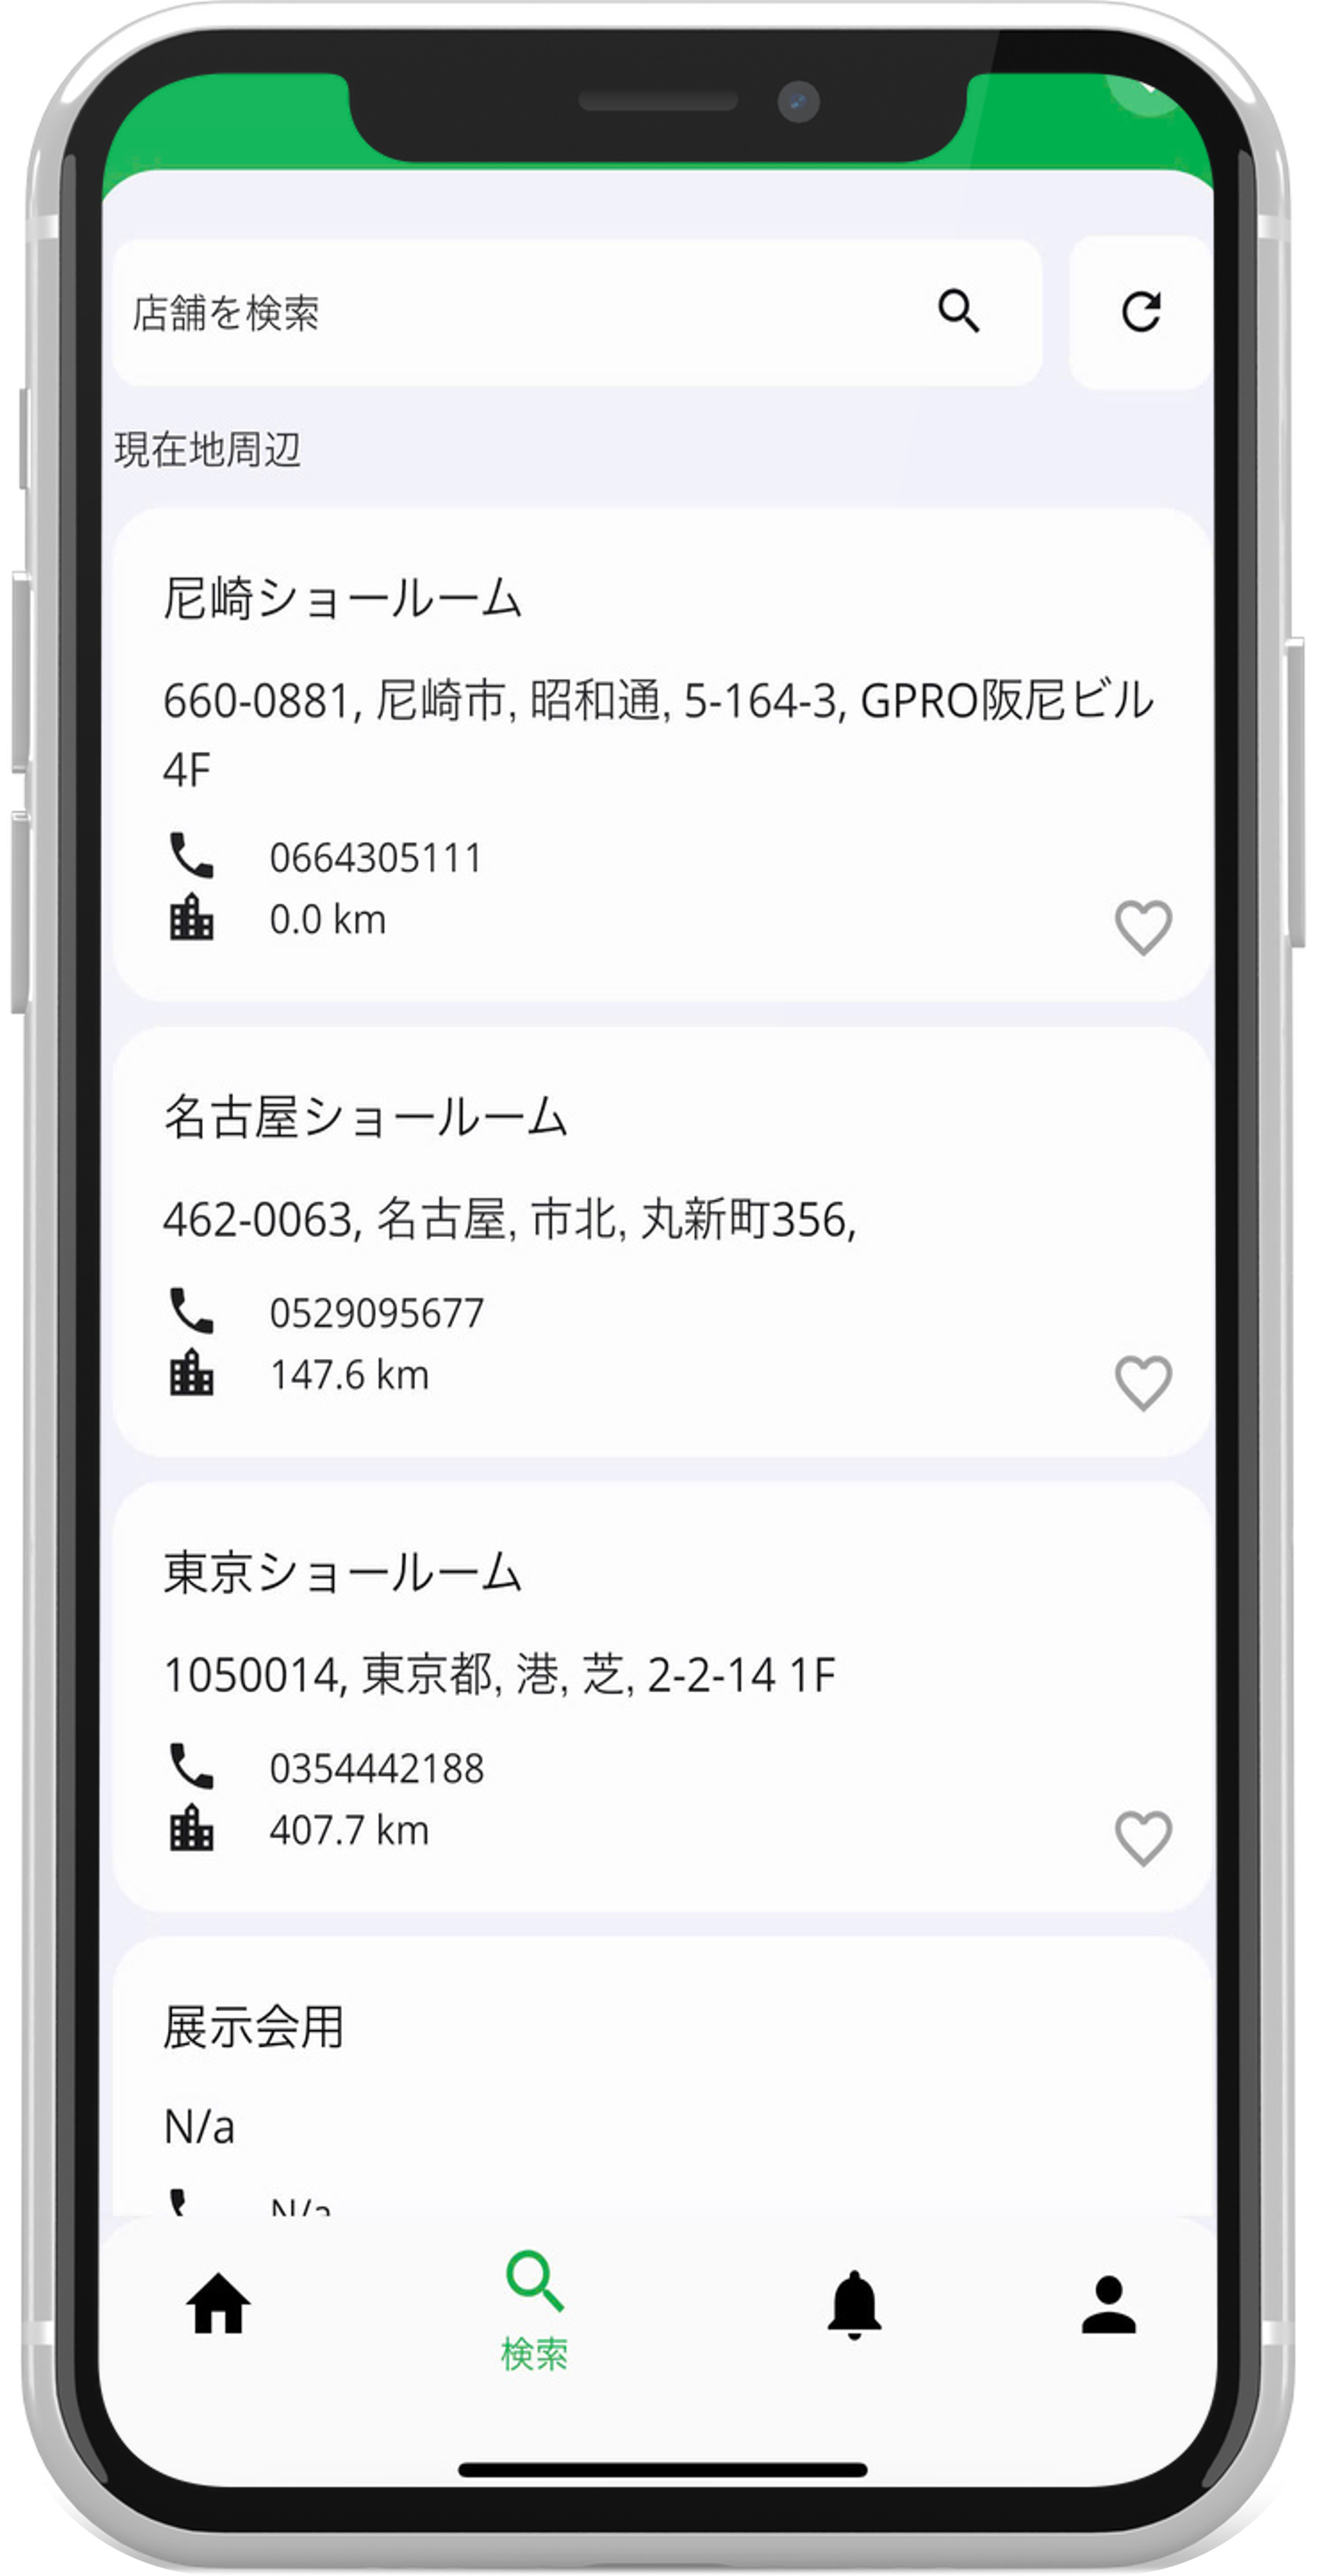 店舗を検索
現在地周辺
尼崎ショールーム
660-0881, 尼崎市, 昭和通, 5-164-3, GPRO阪尼ビル
4F
0664305111
0.0 km
名古屋ショールーム
462-0063, 名古屋, 市北, 丸新町356,
0529095677
147.6 km
東京ショールーム
1050014, 東京都, 港, 芝, 2-2-14 1F
0354442188
407.7 km
展示会用
N/a
N/a
検索